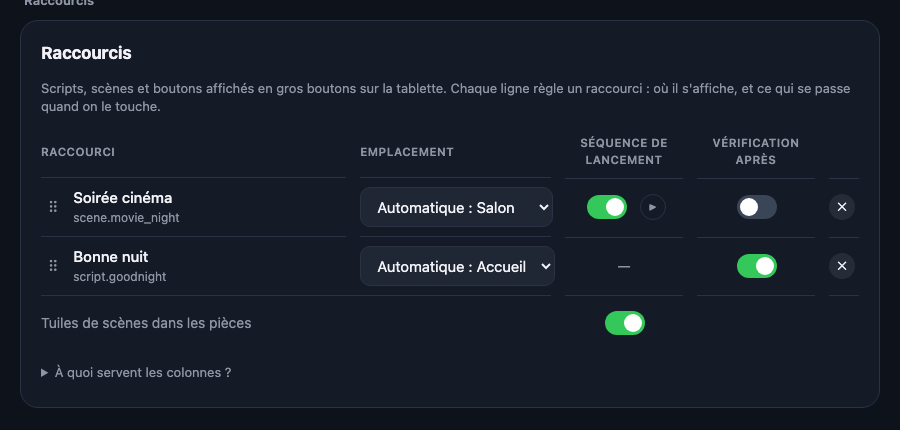 Raccourcis
Raccourcis
Scripts, scènes et boutons affichés en gros boutons sur la tablette. Chaque ligne règle un raccourci : où il s'affiche, et ce qui se passe
quand on le touche.
RACCOURCI
EMPLACEMENT
SÉQUENCE DE
LANCEMENT
VÉRIFICATION
APRÈS
Soirée cinéma
scene.movie_night
Automatique : Salon
Bonne nuit
script.goodnight
Automatique : Accueil
—
Tuiles de scènes dans les pièces
À quoi servent les colonnes ?